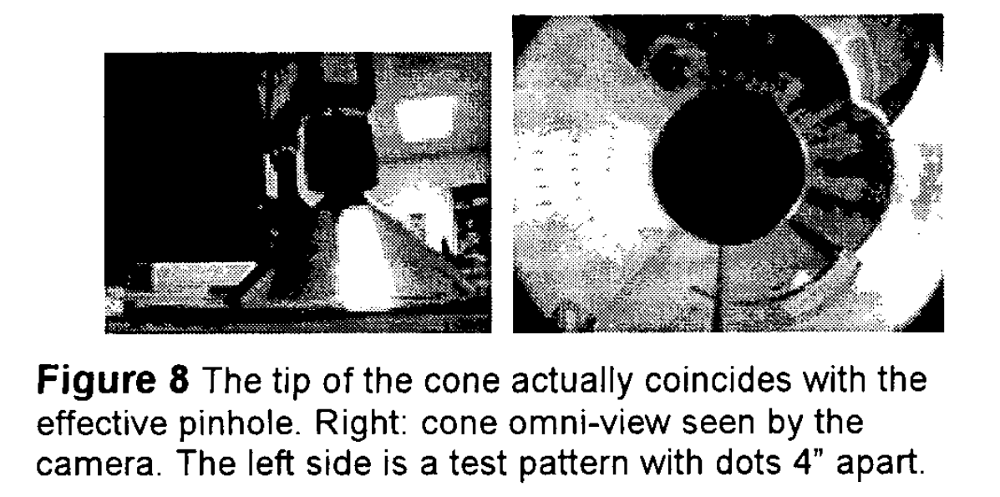 Figure 8 The tip of the cone actually coincides with the
effective pinhole. Right: cone omni-view seen by the
camera. The left side is a test pattern with dots 4” apart.